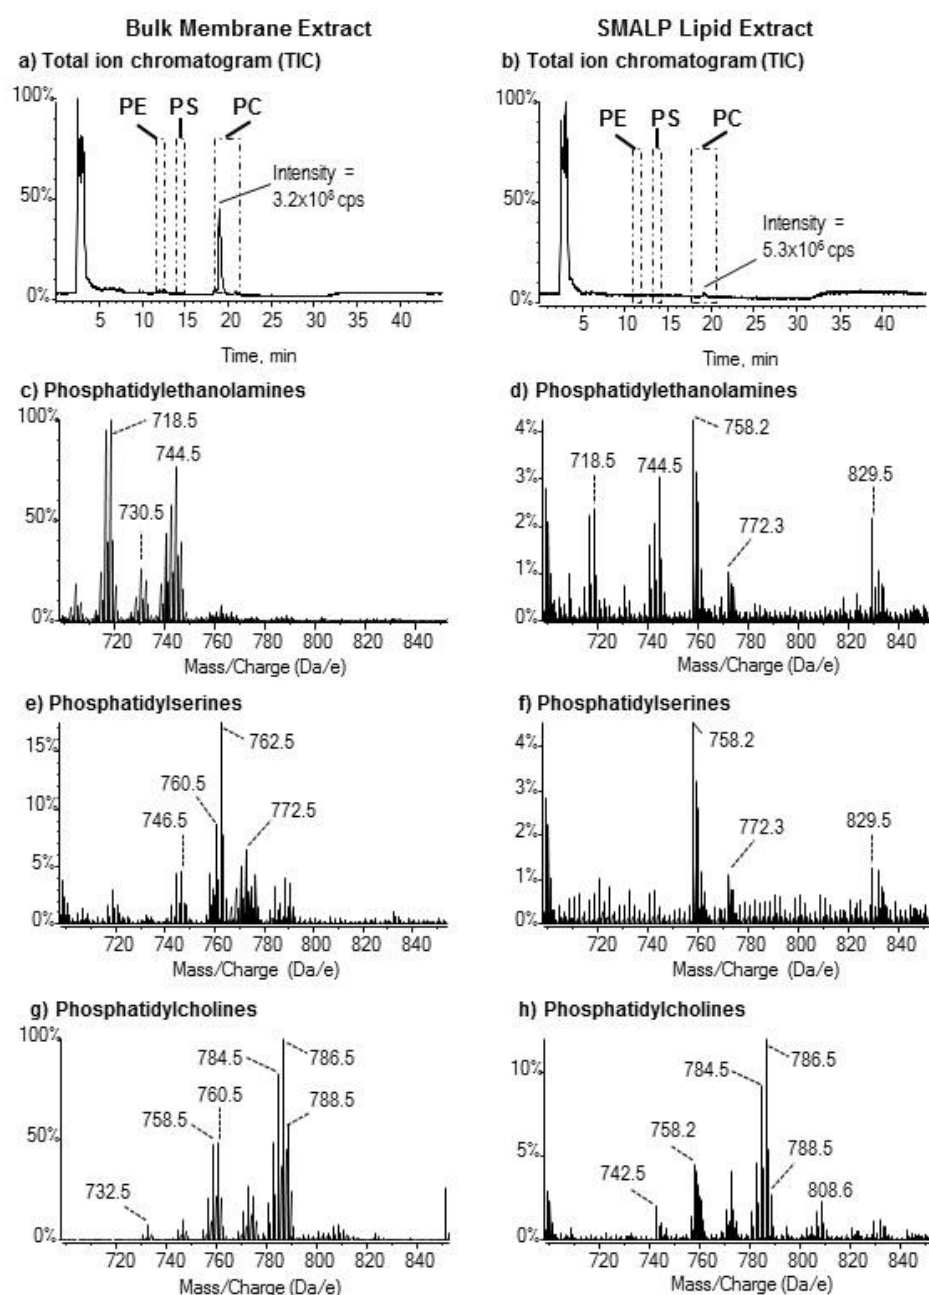 Bulk Membrane Extract
SMALP Lipid Extract
a) Total ion chromatogram (TIC)
b) Total ion chromatogram (TIC)
100%
PE
PS
PC
Intensity =
3.2x10⁸ cps
50%
0%
5 10 15 20 25 30 35 40
Time, min
100%
PE
PS
PC
Intensity =
5.3x10⁶ cps
50%
0%
5 10 15 20 25 30 35 40
Time, min
c) Phosphatidylethanolamines
d) Phosphatidylethanolamines
100%
718.5
744.5
730.5
50%
0%
720 740 760 780 800 820 840
Mass/Charge (Da/e)
4%
758.2
718.5
744.5
829.5
3%
772.3
2%
1%
0%
720 740 760 780 800 820 840
Mass/Charge (Da/e)
e) Phosphatidylserines
f) Phosphatidylserines
15%
762.5
760.5
772.5
746.5
10%
5%
0%
720 740 760 780 800 820 840
Mass/Charge (Da/e)
4%
758.2
3%
772.3
829.5
2%
1%
0%
720 740 760 780 800 820 840
Mass/Charge (Da/e)
g) Phosphatidylcholines
h) Phosphatidylcholines
100%
784.5
786.5
760.5
758.5
788.5
50%
732.5
0%
720 740 760 780 800 820 840
Mass/Charge (Da/e)
10%
786.5
784.5
758.2
788.5
742.5
808.6
5%
0%
720 740 760 780 800 820 840
Mass/Charge (Da/e)